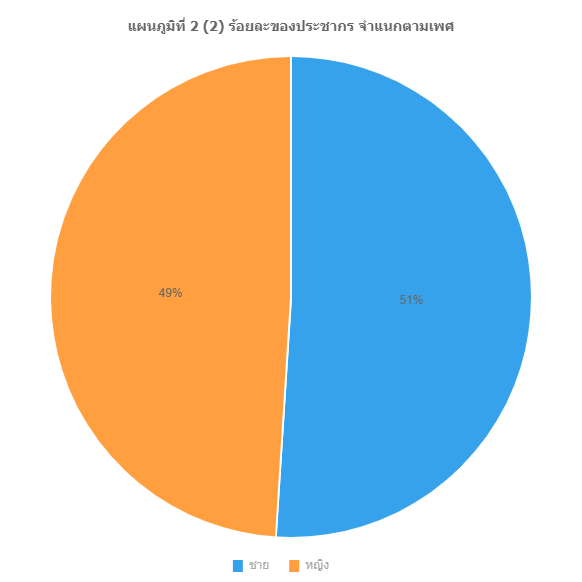 แผนภูมิที่ 2 (2) ร้อยละของประชากร จำแนกตามเพศ
49%
51%
ชาย
หญิง